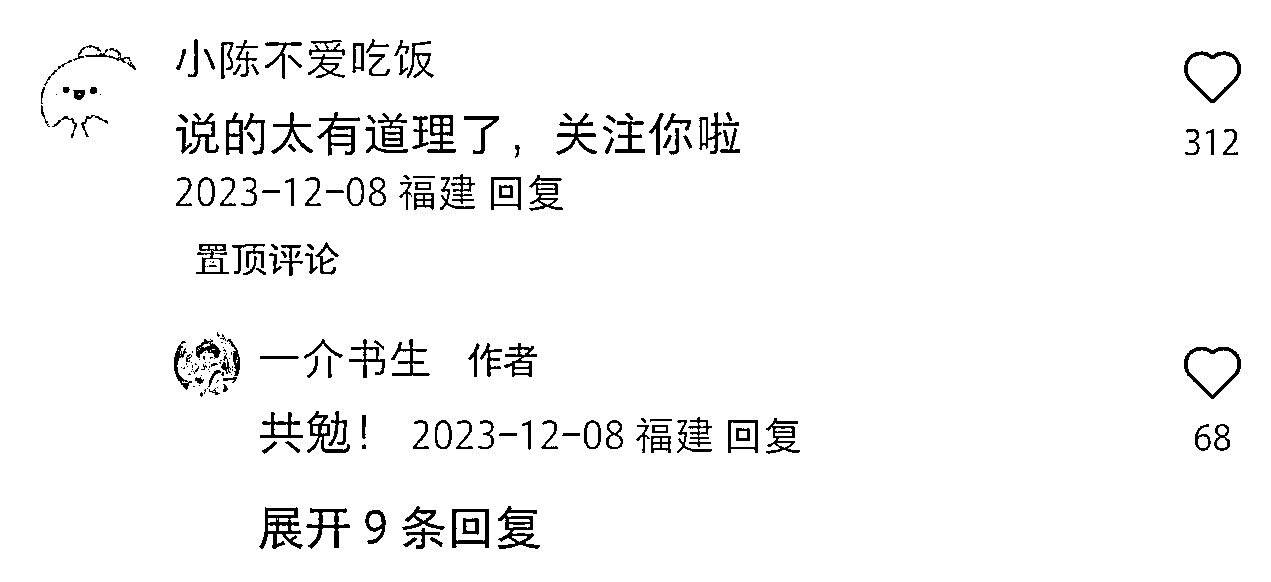 小陈不爱吃饭
说的太有道理了，关注你啦
312
2023-12-08 福建 回复
置顶评论
一介书生 作者
共勉！ 2023-12-08 福建 回复
68
展开 9 条回复